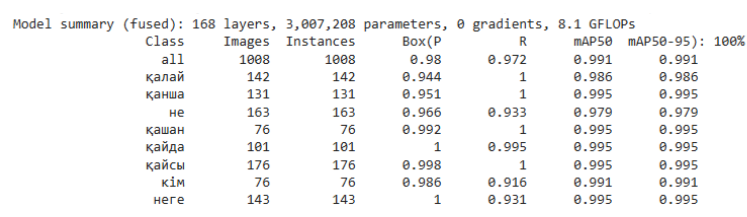 Model summary (fused): 168 layers, 3,007,208 parameters, 0 gradients, 8.1 GFLOPs
Class Images Instances Box(P R mAP50 mAP50-95): 100%
all 1008 1008 0.98 0.972 0.991 0.991
қалай 142 142 0.944 1 0.986 0.986
қанша 131 131 0.951 1 0.995 0.995
не 163 163 0.966 0.933 0.979 0.979
қашан 76 76 0.992 1 0.995 0.995
қайда 101 101 1 0.995 0.995 0.995
қайсы 176 176 0.998 1 0.995 0.995
кім 76 76 0.986 0.916 0.991 0.991
неге 143 143 1 0.931 0.995 0.995